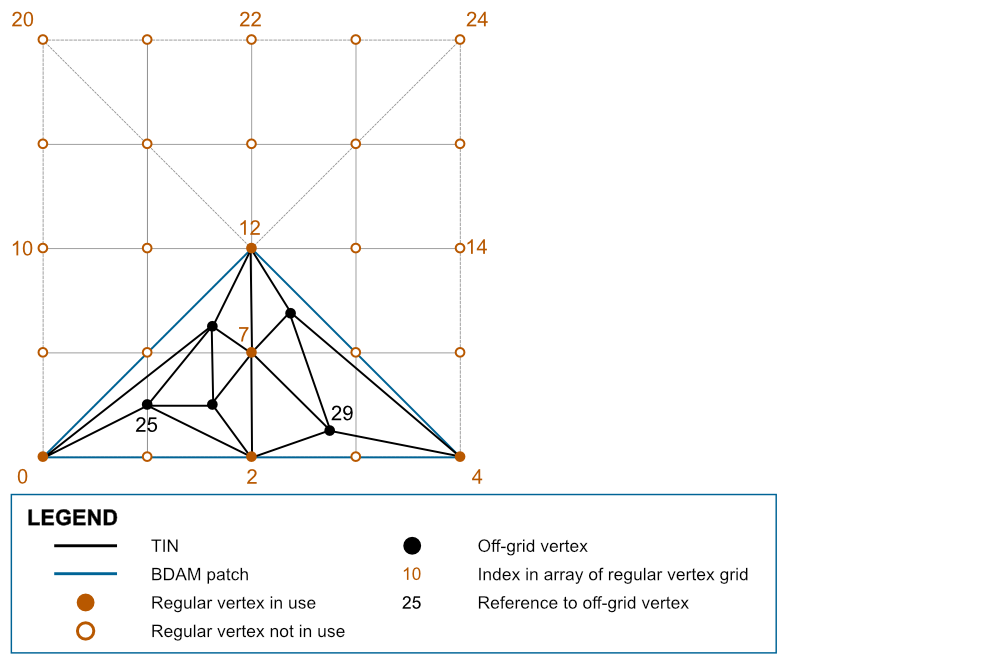 20 22 24
12
10 14
7
29
25
0 2 4
LEGEND
TIN Off-grid vertex
BDAM patch 10 Index in array of regular vertex grid
Regular vertex in use 25 Reference to off-grid vertex
Regular vertex not in use